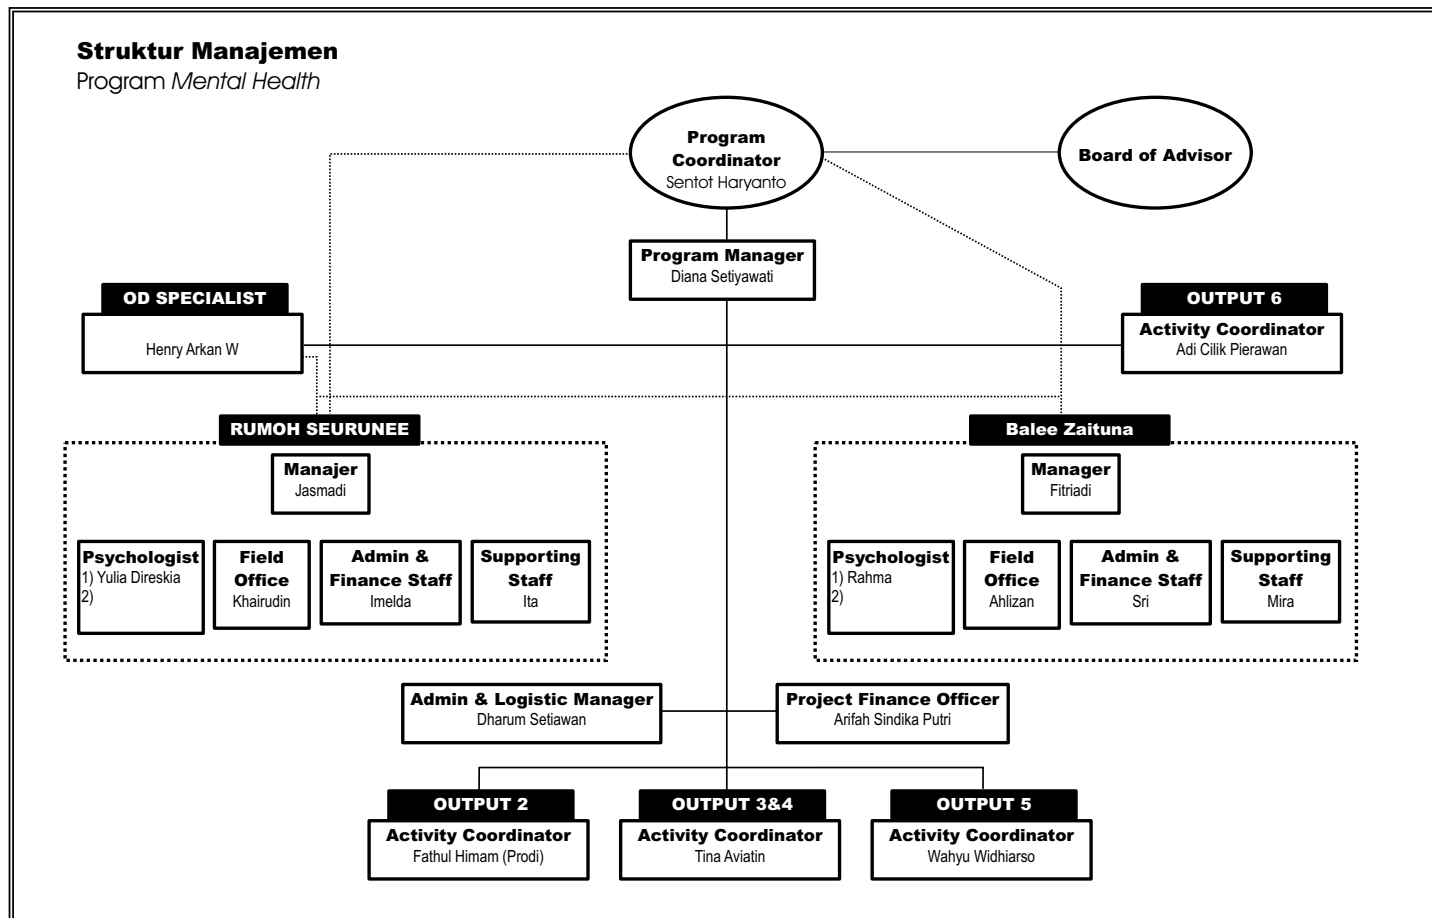 Struktur Manajemen
Program Mental Health
Program
Coordinator
Sentot Haryanto
Board of Advisor
Program Manager
Diana Setiyawati
OD SPECIALIST
Henry Arkan W
OUTPUT 6
Activity Coordinator
Adi Cilik Pierawan
RUMOH SEURUNEE
Manajer
Jasmadi
Psychologist
1) Yulia Direskia
2)
Field
Office
Khairudin
Admin &
Finance Staff
Imelda
Supporting
Staff
Ita
Balee Zaituna
Manager
Fitriadi
Psychologist
1) Rahma
2)
Field
Office
Ahlizan
Admin &
Finance Staff
Sri
Supporting
Staff
Mira
Admin & Logistic Manager
Dharum Setiawan
Project Finance Officer
Arifah Sindika Putri
OUTPUT 2
Activity Coordinator
Fathul Himam (Prodi)
OUTPUT 3&4
Activity Coordinator
Tina Aviatin
OUTPUT 5
Activity Coordinator
Wahyu Widhiarso